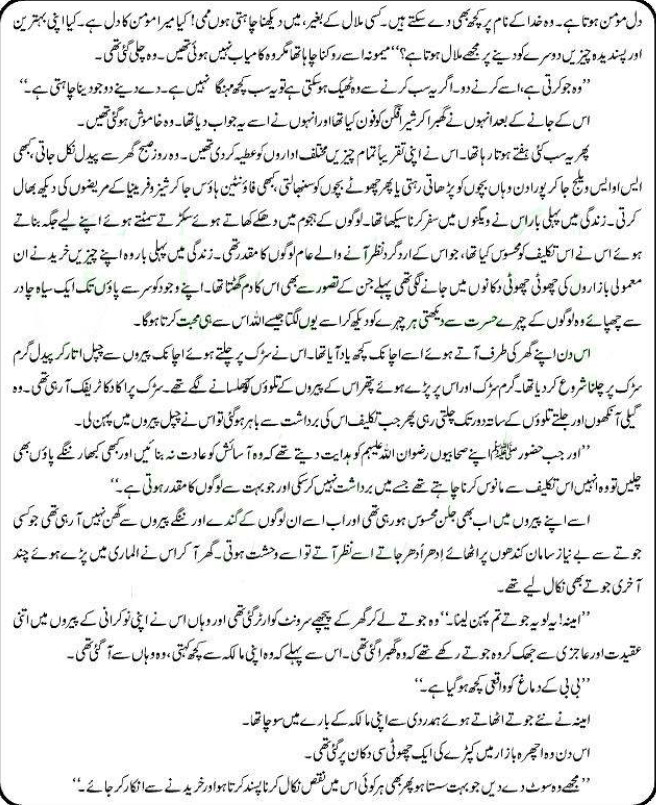 دل مومن ہوتا ہے۔ وہ خدا کے نام پر کچھ بھی دے سکتے ہیں۔ کسی ملال کے بغیر، میں دیکھنا چاہتی ہوں ممی! کیا میرا مومن کا دل ہے۔ کیا اپنی بہترین
اور پسندیدہ چیزیں دوسرے کو دینے پر مجھے ملال ہوتا ہے؟'' میمونہ اسے روکنا چاہا تھا مگر وہ کامیاب نہیں ہوئی تھیں۔ وہ چلی گئی تھی۔
''وہ جو کرتی ہے، اسے کرنے دو۔ اگر یہ سب کرنے سے وہ ٹھیک ہو سکتی ہے تو یہ سب کچھ مہنگا نہیں ہے۔ دے دینے دو جو دینا چاہتی ہے۔''
اس کے جانے کے بعد انہوں نے گھبرا کر شیر افگن کو فون کیا تھا اور انہوں نے اسے یہ جواب دیا تھا۔ وہ خاموش ہوگئی تھیں۔
پھر یہ سب کئی ہفتے ہوتا رہا تھا۔ اس نے اپنی تقریباً تمام چیزیں مختلف اداروں کو عطیہ کر دی تھیں۔ وہ روز صبح گھر سے پیدل نکل جاتی، کبھی
ایس او ایس ویلج جا کر پورا دن وہاں بچوں کو پڑھاتی رہتی یا پھر چھوٹے بچوں کو سنبھالتی، کبھی فاؤنٹین ہاؤس جا کر شیزوفرینیا کے مریضوں کی دیکھ بھال
کرتی۔ زندگی میں پہلی بار اس نے ویگنوں میں سفر کرنا سیکھا تھا۔ لوگوں کے ہجوم میں دھکے کھاتے ہوئے سکڑتے سمٹتے ہوئے اپنے لیے جگہ بناتے
ہوئے اس نے اس تکلیف کو محسوس کیا تھا، جو اس کے اردگرد نظر آنے والے عام لوگوں کا مقدر تھی۔ زندگی میں پہلی بار وہ اپنے چیزیں خریدنے ان
معمولی بازاروں کی چھوٹی چھوٹی دکانوں میں جانے لگی تھی پہلے جن کے تصور سے بھی اس کا دم گھٹتا تھا۔ اپنے وجود کو سر سے پاؤں تک ایک سیاہ چادر
سے چھپائے وہ لوگوں کے چہرے حسرت سے دیکھتی ہر چہرے کو دیکھ کر اسے یوں لگتا جیسے اللہ اس سے ہی محبت کرتا ہوگا۔
اس دن اپنے گھر کی طرف آتے ہوئے اسے اچانک کچھ یاد آیا تھا۔ اس نے سڑک پر چلتے ہوئے اچانک پیروں سے چپل اتار کر پیدل گرم
سڑک پر چلنا شروع کر دیا تھا۔ گرم سڑک اور اس پر پڑے ہوئے پتھر اس کے پیروں کے تلوؤں کو جھلسانے لگے تھے۔ سڑک پر اکا دکا ٹریفک آ رہی تھی۔ وہ
گیلی آنکھوں اور جلتے تلوؤں کے ساتھ دور تک چلتی رہی پھر جب تکلیف اس کی برداشت سے باہر ہوگئی تو اس نے چپل پیروں میں پہن لی۔
''اور جب حضور ﷺ اپنے صحابیوں رضوان اللہ علیہم کو ہدایت دیتے تھے کہ وہ آسائش کو عادت نہ بنائیں اور کبھی کبھار ننگے پاؤں بھی
چلیں تو وہ انہیں اس تکلیف سے مانوس کرنا چاہتے تھے جسے میں برداشت نہیں کر سکی اور جو بہت سے لوگوں کا مقدر ہوتی ہے۔''
اسے اپنے پیروں میں اب بھی جلن محسوس ہو رہی تھی اور اب اسے ان لوگوں کے گندے اور ننگے پیروں سے گھن نہیں آ رہی تھی جو کسی
جوتے سے بے نیاز سامان کندھوں پر اٹھائے اِدھر اُدھر جاتے اسے نظر آتے تو اسے وحشت ہوتی۔ گھر آ کر اس نے الماری میں پڑے ہوئے چند
آخری جوتے بھی نکال لیے تھے۔
''امینہ! یہ لو یہ جوتے تم پہن لینا۔'' وہ جوتے لے کر گھر کے پیچھے سرونٹ کوارٹر گئی تھی اور وہاں اس نے اپنی نوکرانی کے پیروں میں اتنی
عقیدت اور عاجزی سے جھک کر وہ جوتے رکھے تھے کہ وہ گھبرا گئی تھی۔ اس سے پہلے کہ وہ اپنی مالکہ سے کچھ کہتی، وہ وہاں سے آ گئی تھی۔
''بی بی کے دماغ کو واقعی کچھ ہوگیا ہے۔''
امینہ نے نئے جوتے اٹھاتے ہوئے ہمدردی سے اپنی مالکہ کے بارے میں سوچا تھا۔
اس دن وہ اچھرہ بازار میں کپڑے کی ایک چھوٹی سی دکان پر گئی تھی۔
''مجھے وہ سوٹ دے دیں جو بہت سستا ہو پھر بھی ہر کوئی اس میں نقص نکال کرنا پسند کرتا ہو اور خریدنے سے انکار کر جائے۔''